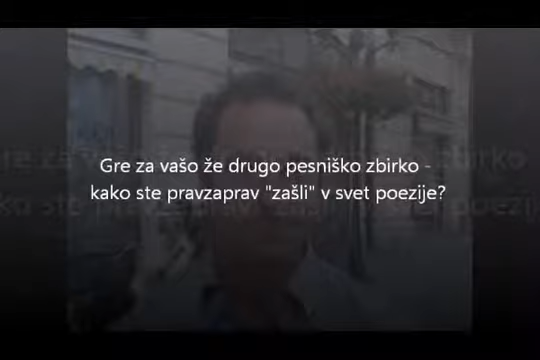 Gre za vašo že drugo pesniško zbirko -
kako ste pravzaprav "zašli" v svet poezije?